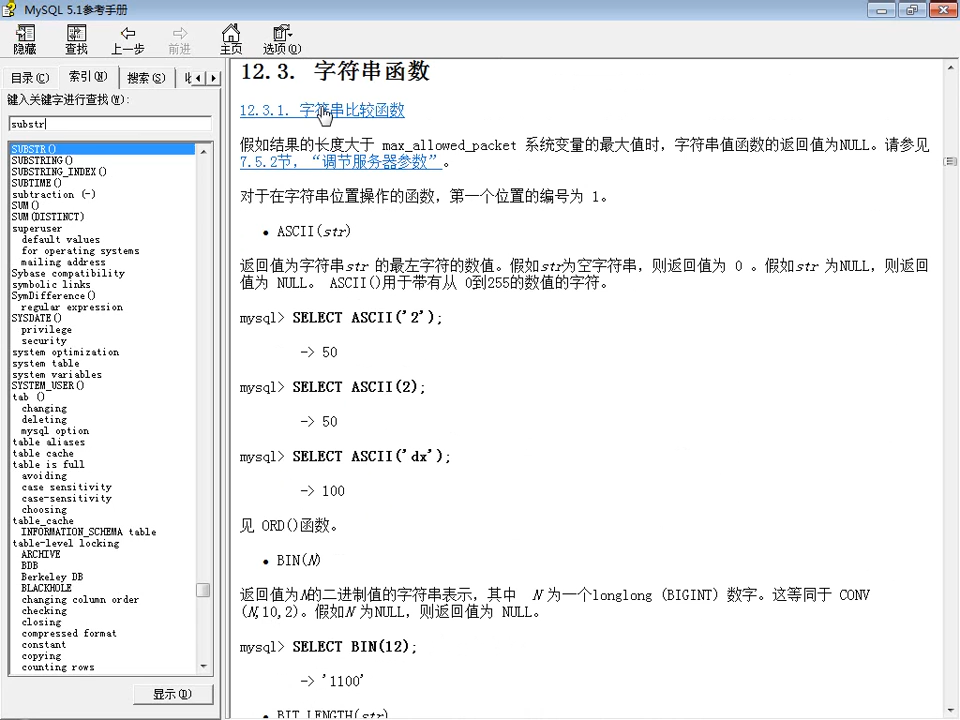 MySQL 5.1参考手册
隐藏 查找 上一步 前进 主页 选项(O)
目录(C) 索引(N) 搜索(S)
键入关键字进行查找(W):
substr
SUBSTR()
SUBSTRING()
SUBSTRING_INDEX()
SUBTIME()
subtraction (-)
SUM()
SUM(DISTINCT)
superuser
default values
for operating systems
mailing address
Sybase compatibility
symbolic links
SymDifference()
regular expression
SYSDATE()
privilege
security
system optimization
system table
system variables
SYSTEM_USER()
tab ()
changing
deleting
mysql option
table aliases
table cache
table is full
avoiding
case sensitivity
case-sensitivity
choosing
table_cache
INFORMATION_SCHEMA table
table-level locking
ARCHIVE
BDB
Berkeley DB
BLACKHOLE
changing column order
checking
closing
compressed format
constant
copying
counting rows
显示(D)
12.3. 字符串函数
12.3.1. 字符串比较函数
假如结果的长度大于 max_allowed_packet 系统变量的最大值时，字符串值函数的返回值为NULL。请参见
7.5.2节，“调节服务器参数”。
对于在字符串位置操作的函数，第一个位置的编号为 1。
• ASCII(str)
返回值为字符串str 的最左字符的数值。假如str为空字符串，则返回值为 0 。假如str 为NULL，则返回
值为 NULL。 ASCII()用于带有从 0到255的数值的字符。
mysql> SELECT ASCII('2');
-> 50
mysql> SELECT ASCII(2);
-> 50
mysql> SELECT ASCII('dx');
-> 100
见 ORD()函数。
• BIN(N)
返回值为N的二进制值的字符串表示，其中 N 为一个longlong (BIGINT) 数字。这等同于 CONV
(N,10,2)。假如N 为NULL，则返回值为 NULL。
mysql> SELECT BIN(12);
-> '1100'
• BIT_LENGTH(str)